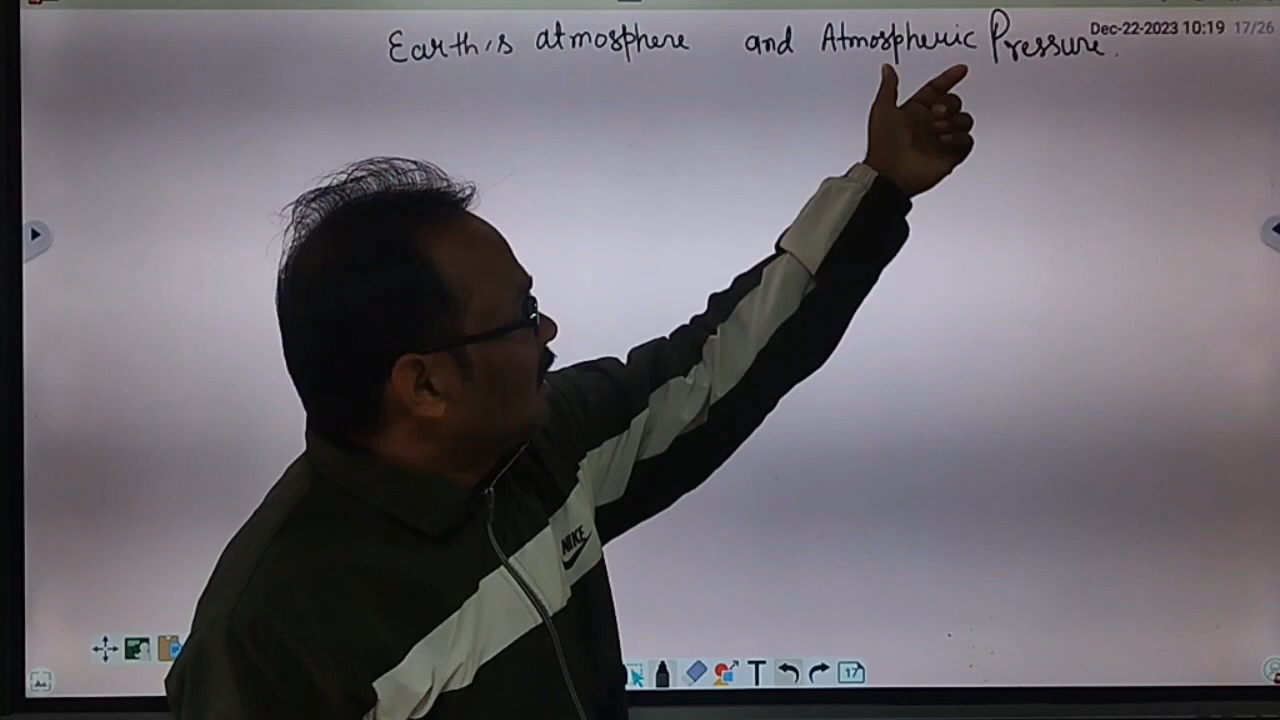 Earth's atmosphere and Atmospheric Pressure.
Dec-22-2023 10:19 17/26
NIKE
T
17